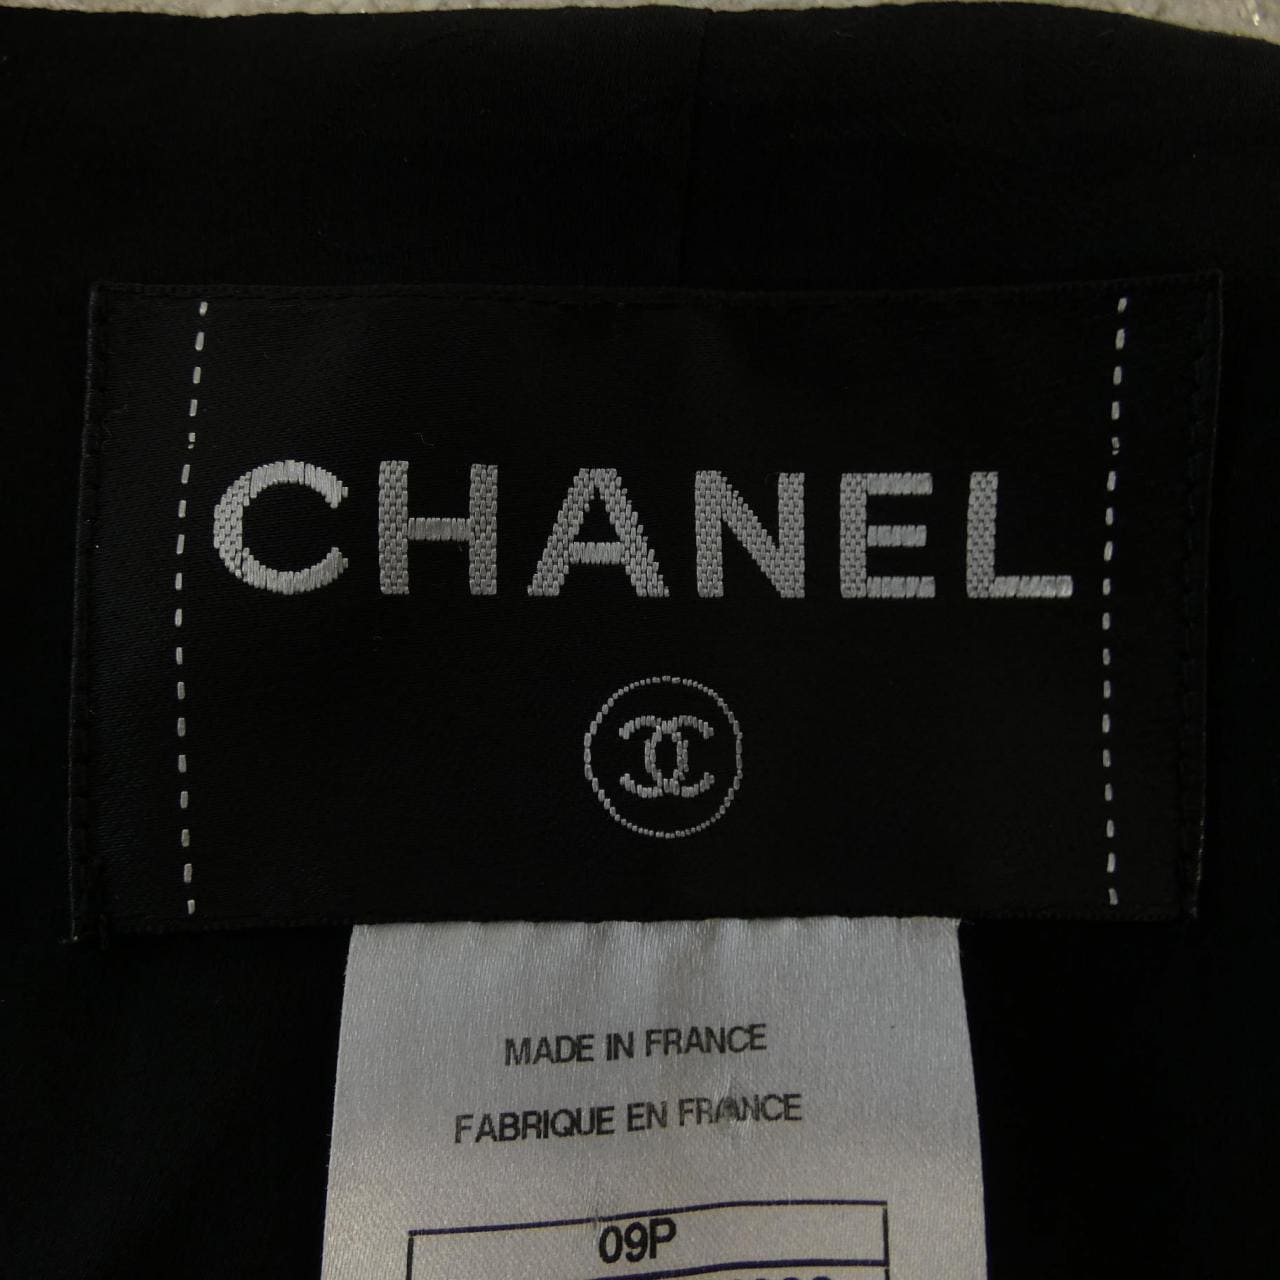 CHANEL
MADE IN FRANCE
FABRIQUE EN FRANCE
09P